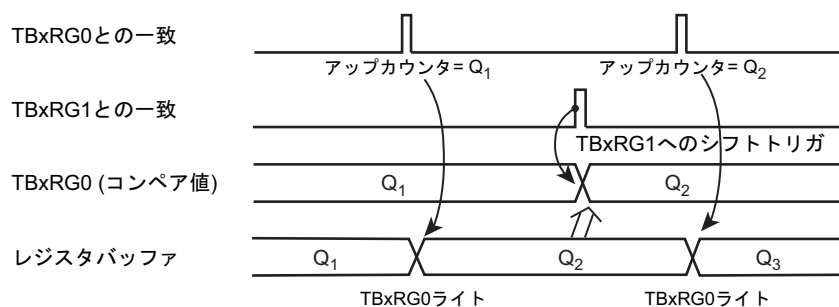 TBxRG0との一致
アップカウンタ= Q1
アップカウンタ= Q2
TBxRG1との一致
TBxRG1へのシフトトリガ
TBxRG0 (コンペア値)
Q1
Q2
レジスタバッファ
Q1
Q2
Q3
TBxRG0ライト
TBxRG0ライト